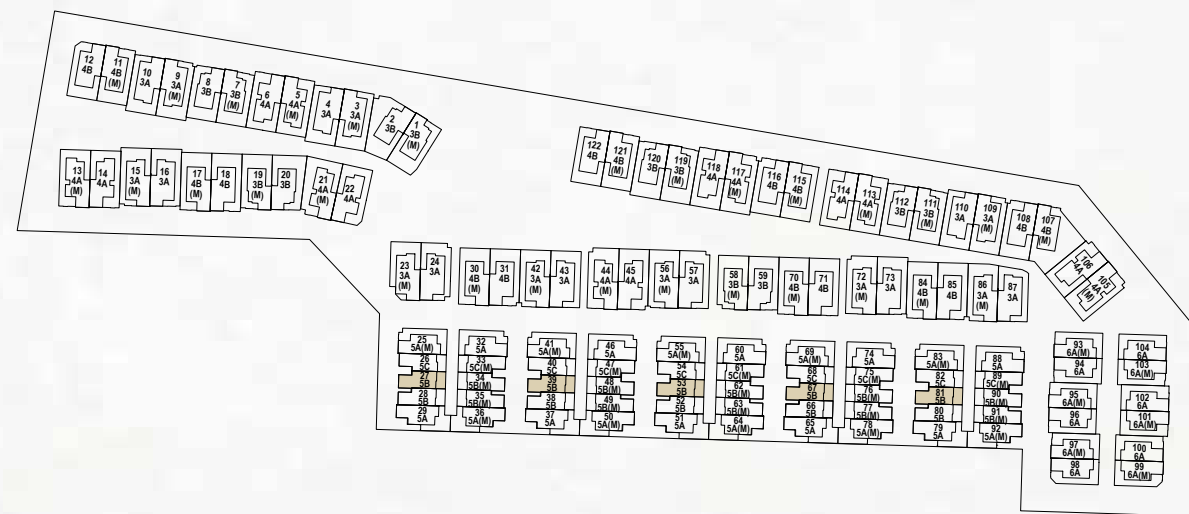 12
4B
11
4B
(M)
10
3A
9
3A
(M)
8
3B
7
3B
(M)
6
4A
5
4A
(M)
4
3A
3
3A
(M)
2
3B
1
3B
(M)
13
4A
(M)
14
4A
15
3A
(M)
16
3A
17
4B
(M)
18
4B
19
3B
(M)
20
3B
21
4A
(M)
22
4A
122
4B
121
4B
(M)
120
3B
119
3B
(M)
118
4A
117
4A
(M)
116
4B
115
4B
(M)
114
4A
113
4A
(M)
112
3B
111
3B
(M)
110
3A
109
3A
(M)
108
4B
107
4B
(M)
106
4A
105
4A
(M)
23
3A
(M)
24
3A
30
4B
(M)
31
4B
42
3A
(M)
43
3A
44
4A
(M)
45
4A
56
3A
(M)
57
3A
58
3B
(M)
59
3B
70
4B
(M)
71
4B
72
3A
(M)
73
3A
84
4B
(M)
85
4B
86
3A
(M)
87
3A
25
5A(M)
26
5C
27
5B
28
5B
29
5A
32
5A
33
5C(M)
34
5B(M)
35
5B(M)
36
5A(M)
41
5A(M)
40
5C
39
5B
38
5B
37
5A
46
5A
47
5C(M)
48
5B(M)
49
5B(M)
50
5A(M)
55
5A(M)
54
5C
53
5B
52
5B
51
5A
60
5A
61
5C(M)
62
5B(M)
63
5B(M)
64
5A(M)
69
5A(M)
68
5C
67
5B
66
5B
65
5A
74
5A
75
5C(M)
76
5B(M)
77
5B(M)
78
5A(M)
83
5A(M)
82
5C
81
5B
80
5B
79
5A
88
5A
89
5C(M)
90
5B(M)
91
5B(M)
92
5A(M)
93
6A(M)
94
6A
95
6A(M)
96
6A
97
6A(M)
98
6A
104
6A
103
6A(M)
102
6A
101
6A(M)
100
6A
99
6A(M)